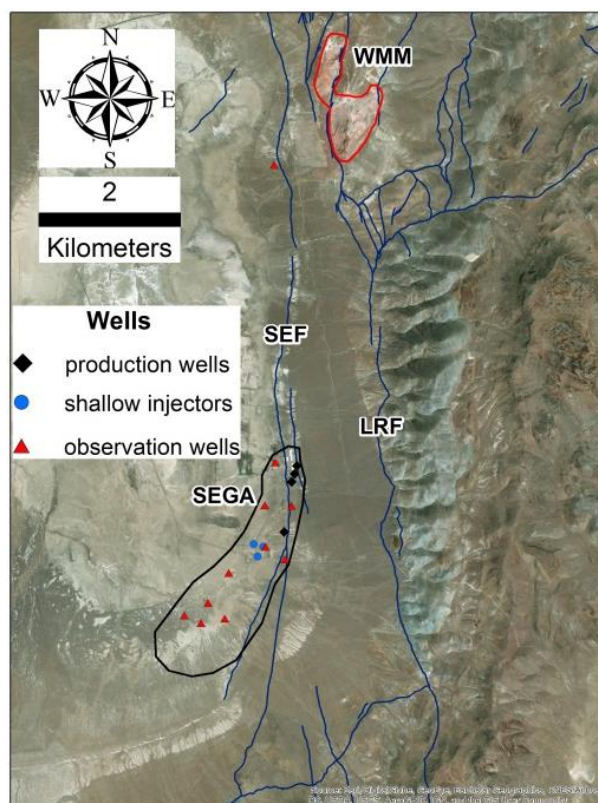 N
W E
S
2
Kilometers
WMM
SEF
Wells
production wells
shallow injectors
observation wells
LRF
SEGA